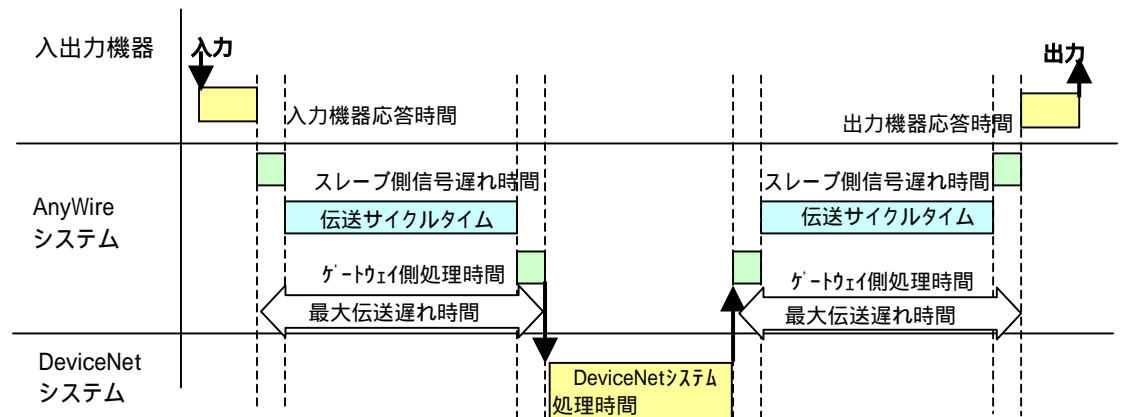 入出力機器
入力
出力
入力機器応答時間
出力機器応答時間
スレーブ側信号遅れ時間
スレーブ側信号遅れ時間
AnyWire
システム
伝送サイクルタイム
伝送サイクルタイム
ｹﾞｰﾄｳｪｲ側処理時間
ｹﾞｰﾄｳｪｲ側処理時間
最大伝送遅れ時間
最大伝送遅れ時間
DeviceNet
システム
DeviceNetｼｽﾃﾑ
処理時間